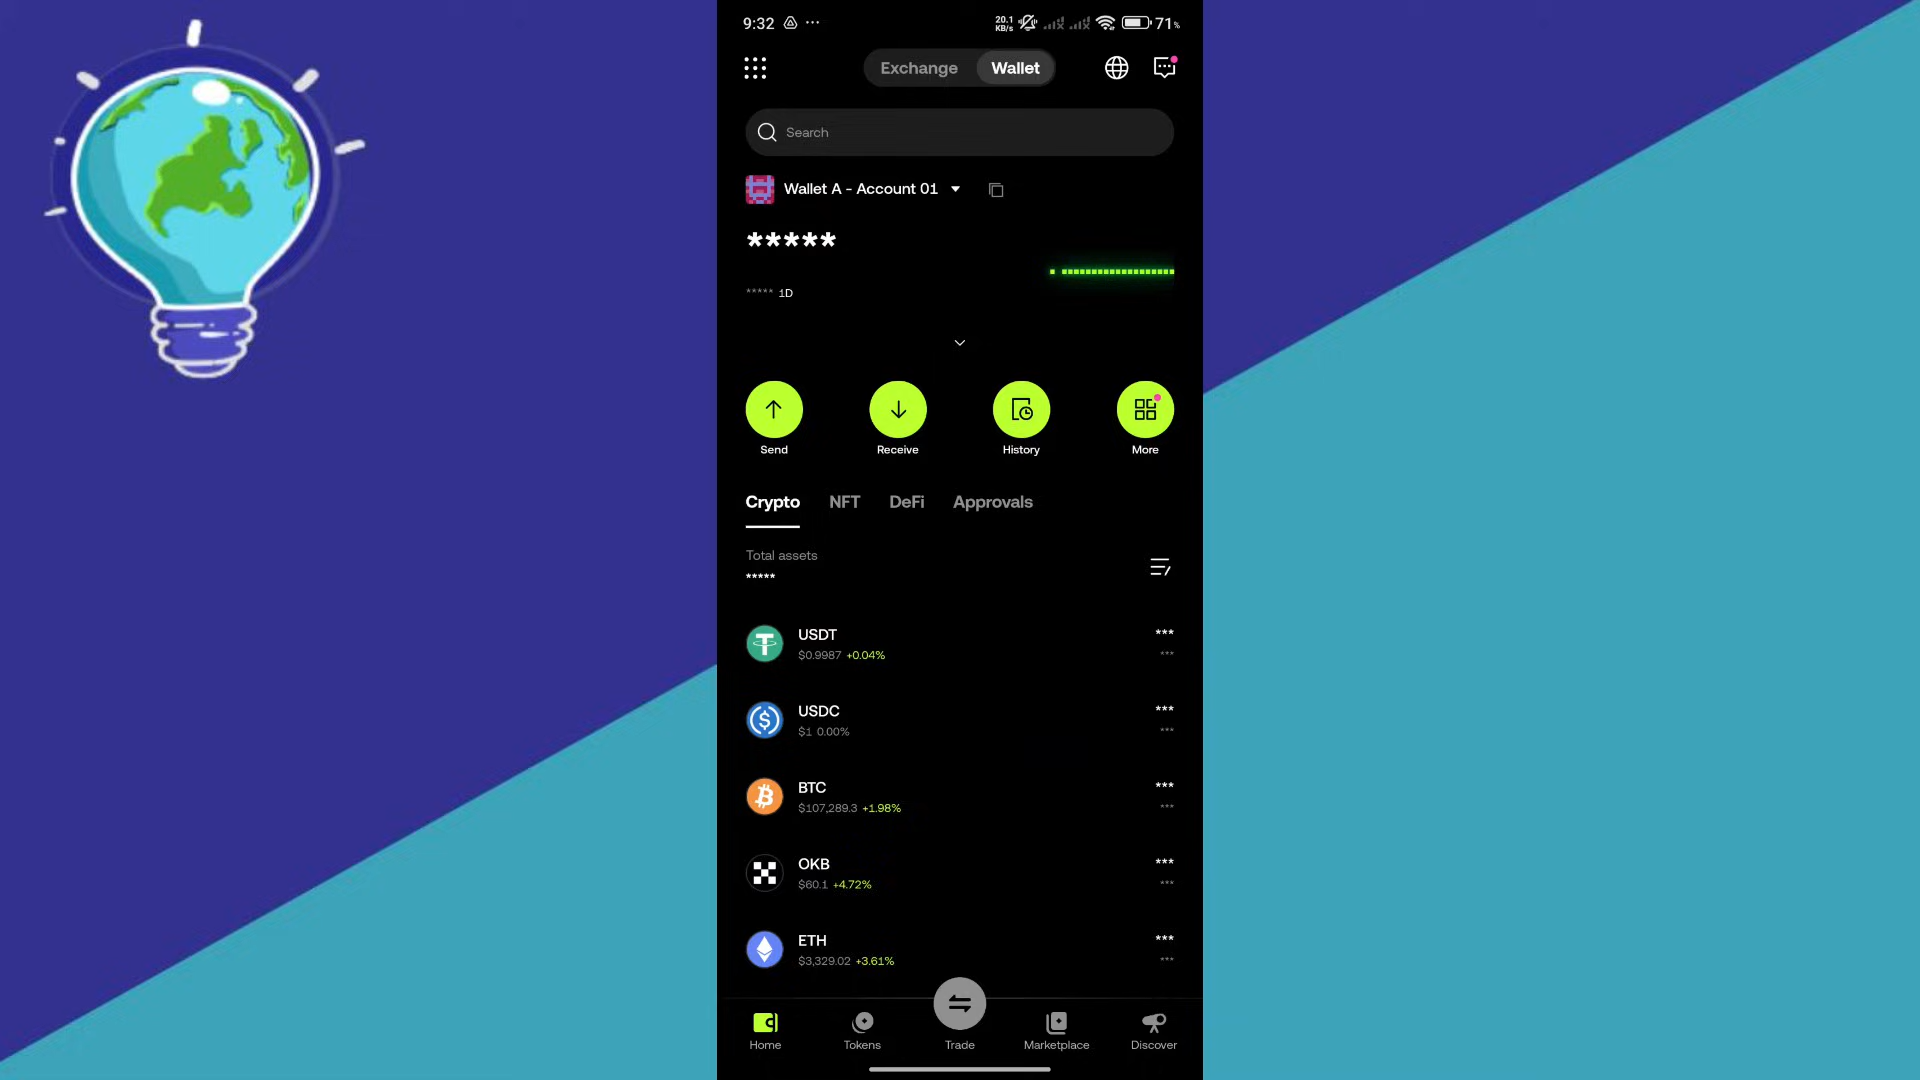 9:32 ... 20.1 KB/s 71%
Exchange Wallet
Search
Wallet A - Account 01
*****
***** 1D
Send Receive History More
Crypto NFT DeFi Approvals
Total assets
*****
USDT ***
$0.9987 +0.04% ***
USDC ***
$1 0.00% ***
BTC ***
$107,289.3 +1.98% ***
OKB ***
$60.1 +4.72% ***
ETH ***
$3,329.02 +3.61% ***
Home Tokens Trade Marketplace Discover